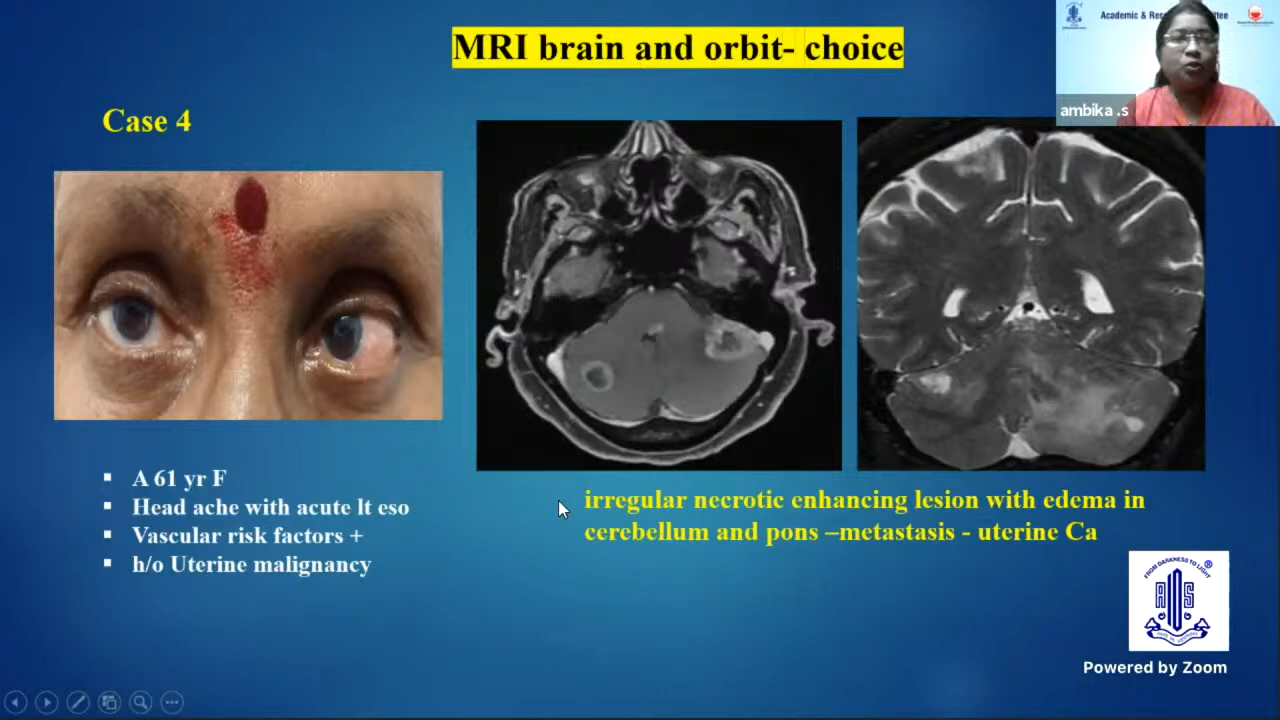 MRI brain and orbit- choice
Academic & Res
ttee
ambika .s
Case 4
▪ A 61 yr F
▪ Head ache with acute lt eso
▪ Vascular risk factors +
▪ h/o Uterine malignancy
irregular necrotic enhancing lesion with edema in
cerebellum and pons –metastasis - uterine Ca
FROM DARKNESS TO LIGHT
®
AIOS
Powered by Zoom